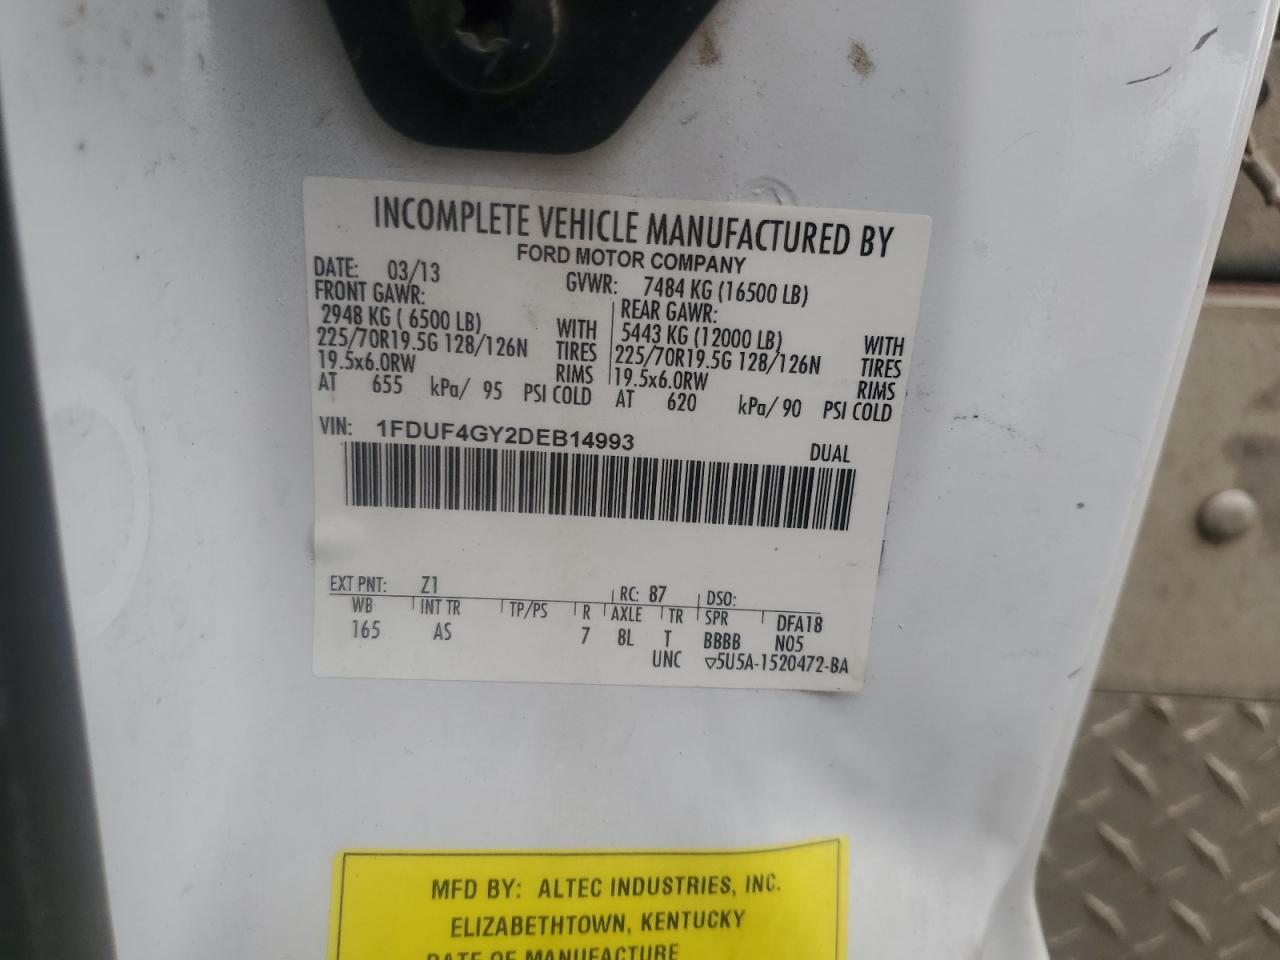 INCOMPLETE VEHICLE MANUFACTURED BY
FORD MOTOR COMPANY
DATE: 03/13 GVWR: 7484 KG (16500 LB)
FRONT GAWR: REAR GAWR:
2948 KG ( 6500 LB) WITH 5443 KG (12000 LB) WITH
225/70R19.5G 128/126N TIRES 225/70R19.5G 128/126N TIRES
19.5x6.0RW RIMS 19.5x6.0RW RIMS
AT 655 kPa/ 95 PSI COLD AT 620 kPa/ 90 PSI COLD
VIN: 1FDUF4GY2DEB14993
DUAL
EXT PNT: Z1 RC: 87 DSO:
WB INT TR TP/PS R AXLE TR SPR DFA18
165 AS 7 8L T BBBB N05
UNC ▽5U5A-1520472-BA
MFD BY: ALTEC INDUSTRIES, INC.
ELIZABETHTOWN, KENTUCKY
DATE OF MANUFACTURE